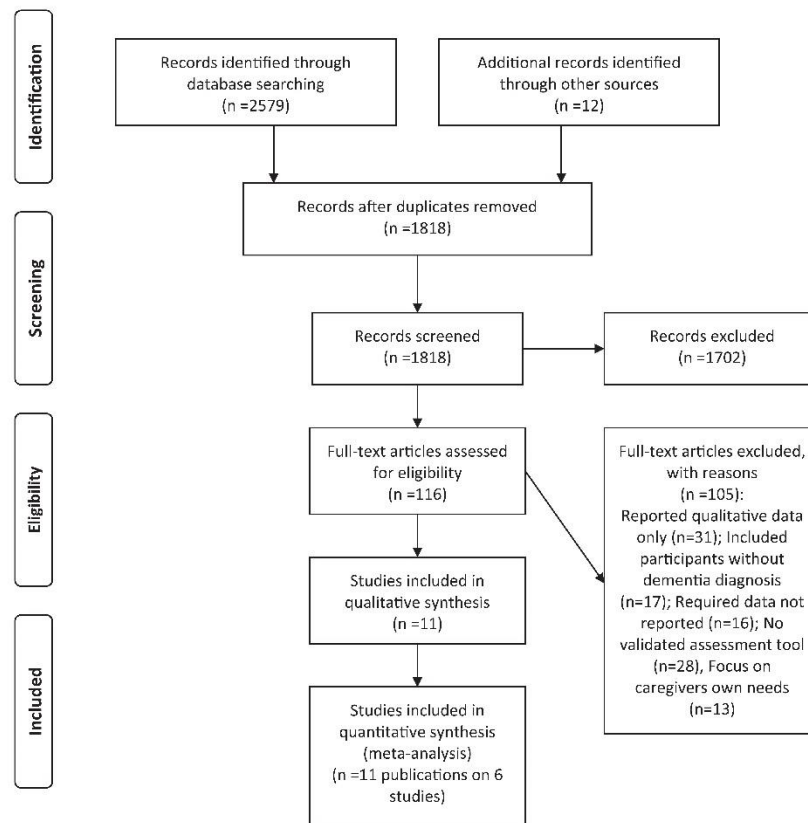 Identification
Records identified through
database searching
(n =2579)
Additional records identified
through other sources
(n =12)
Records after duplicates removed
(n =1818)
Screening
Records screened
(n =1818)
Records excluded
(n =1702)
Eligibility
Full-text articles assessed
for eligibility
(n =116)
Full-text articles excluded,
with reasons
(n =105):
Reported qualitative data
only (n=31); Included
participants without
dementia diagnosis
(n=17); Required data not
reported (n=16); No
validated assessment tool
(n=28), Focus on
caregivers own needs
(n=13)
Studies included in
qualitative synthesis
(n =11)
Included
Studies included in
quantitative synthesis
(meta-analysis)
(n =11 publications on 6
studies)